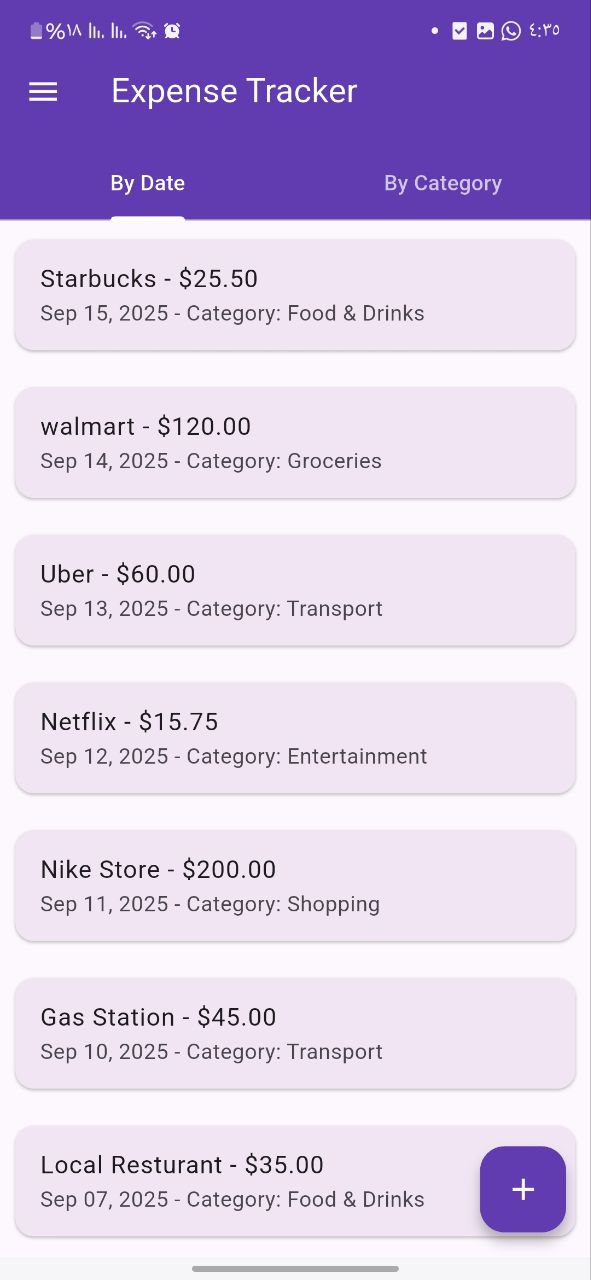 %١٨
٤:٣٥
Expense Tracker
By Date
By Category
Starbucks - $25.50
Sep 15, 2025 - Category: Food & Drinks
walmart - $120.00
Sep 14, 2025 - Category: Groceries
Uber - $60.00
Sep 13, 2025 - Category: Transport
Netflix - $15.75
Sep 12, 2025 - Category: Entertainment
Nike Store - $200.00
Sep 11, 2025 - Category: Shopping
Gas Station - $45.00
Sep 10, 2025 - Category: Transport
Local Resturant - $35.00
Sep 07, 2025 - Category: Food & Drinks
+